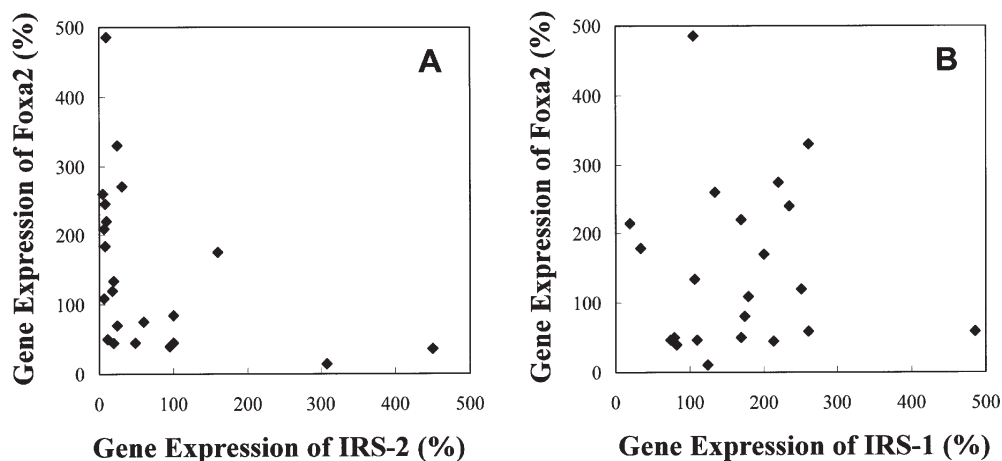 A
Gene Expression of Foxa2 (%)
500
400
300
200
100
0
0 100 200 300 400 500
Gene Expression of IRS-2 (%)
B
Gene Expression of Foxa2 (%)
500
400
300
200
100
0
0 100 200 300 400 500
Gene Expression of IRS-1 (%)